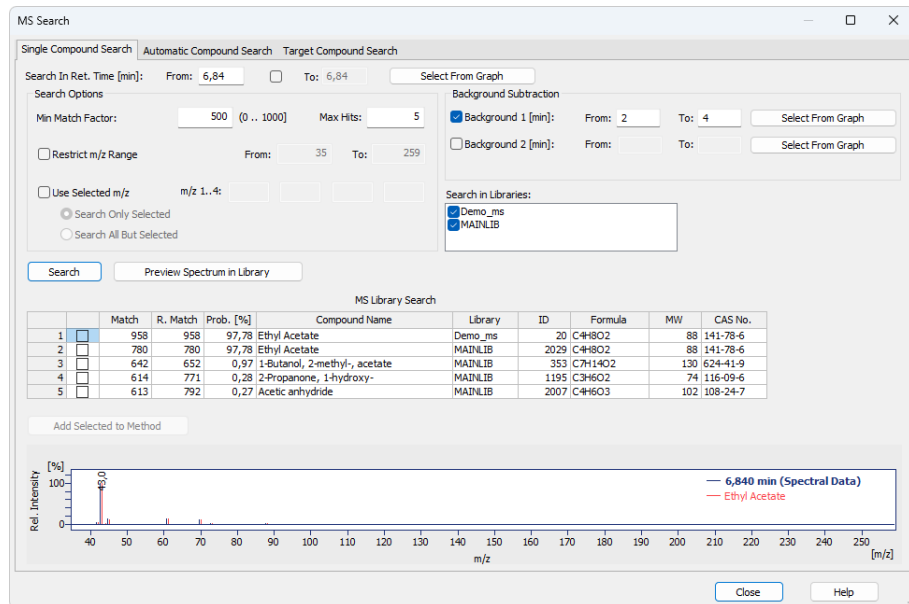 MS Search
Single Compound Search Automatic Compound Search Target Compound Search
Search In Ret. Time [min]: From: 6,84 To: 6,84 Select From Graph
Search Options
Min Match Factor: 500 (0 .. 1000] Max Hits: 5
Restrict m/z Range From: 35 To: 259
Use Selected m/z m/z 1..4:
Search Only Selected
Search All But Selected
Background Subtraction
Background 1 [min]: From: 2 To: 4 Select From Graph
Background 2 [min]: From: To: Select From Graph
Search in Libraries:
Demo_ms
MAINLIB
Search Preview Spectrum in Library
MS Library Search
Match R. Match Prob. [%] Compound Name Library ID Formula MW CAS No.
1 958 958 97,78 Ethyl Acetate Demo_ms 20 C4H8O2 88 141-78-6
2 780 780 97,78 Ethyl Acetate MAINLIB 2029 C4H8O2 88 141-78-6
3 642 652 0,97 1-Butanol, 2-methyl-, acetate MAINLIB 353 C7H14O2 130 624-41-9
4 614 771 0,28 2-Propanone, 1-hydroxy- MAINLIB 1195 C3H6O2 74 116-09-6
5 613 792 0,27 Acetic anhydride MAINLIB 2007 C4H6O3 102 108-24-7
Add Selected to Method
[%]
100
0
Rel. Intensity
43,0
6,840 min (Spectral Data)
Ethyl Acetate
40 50 60 70 80 90 100 110 120 130 140 150 160 170 180 190 200 210 220 230 240 250
m/z
[m/z]
Close Help